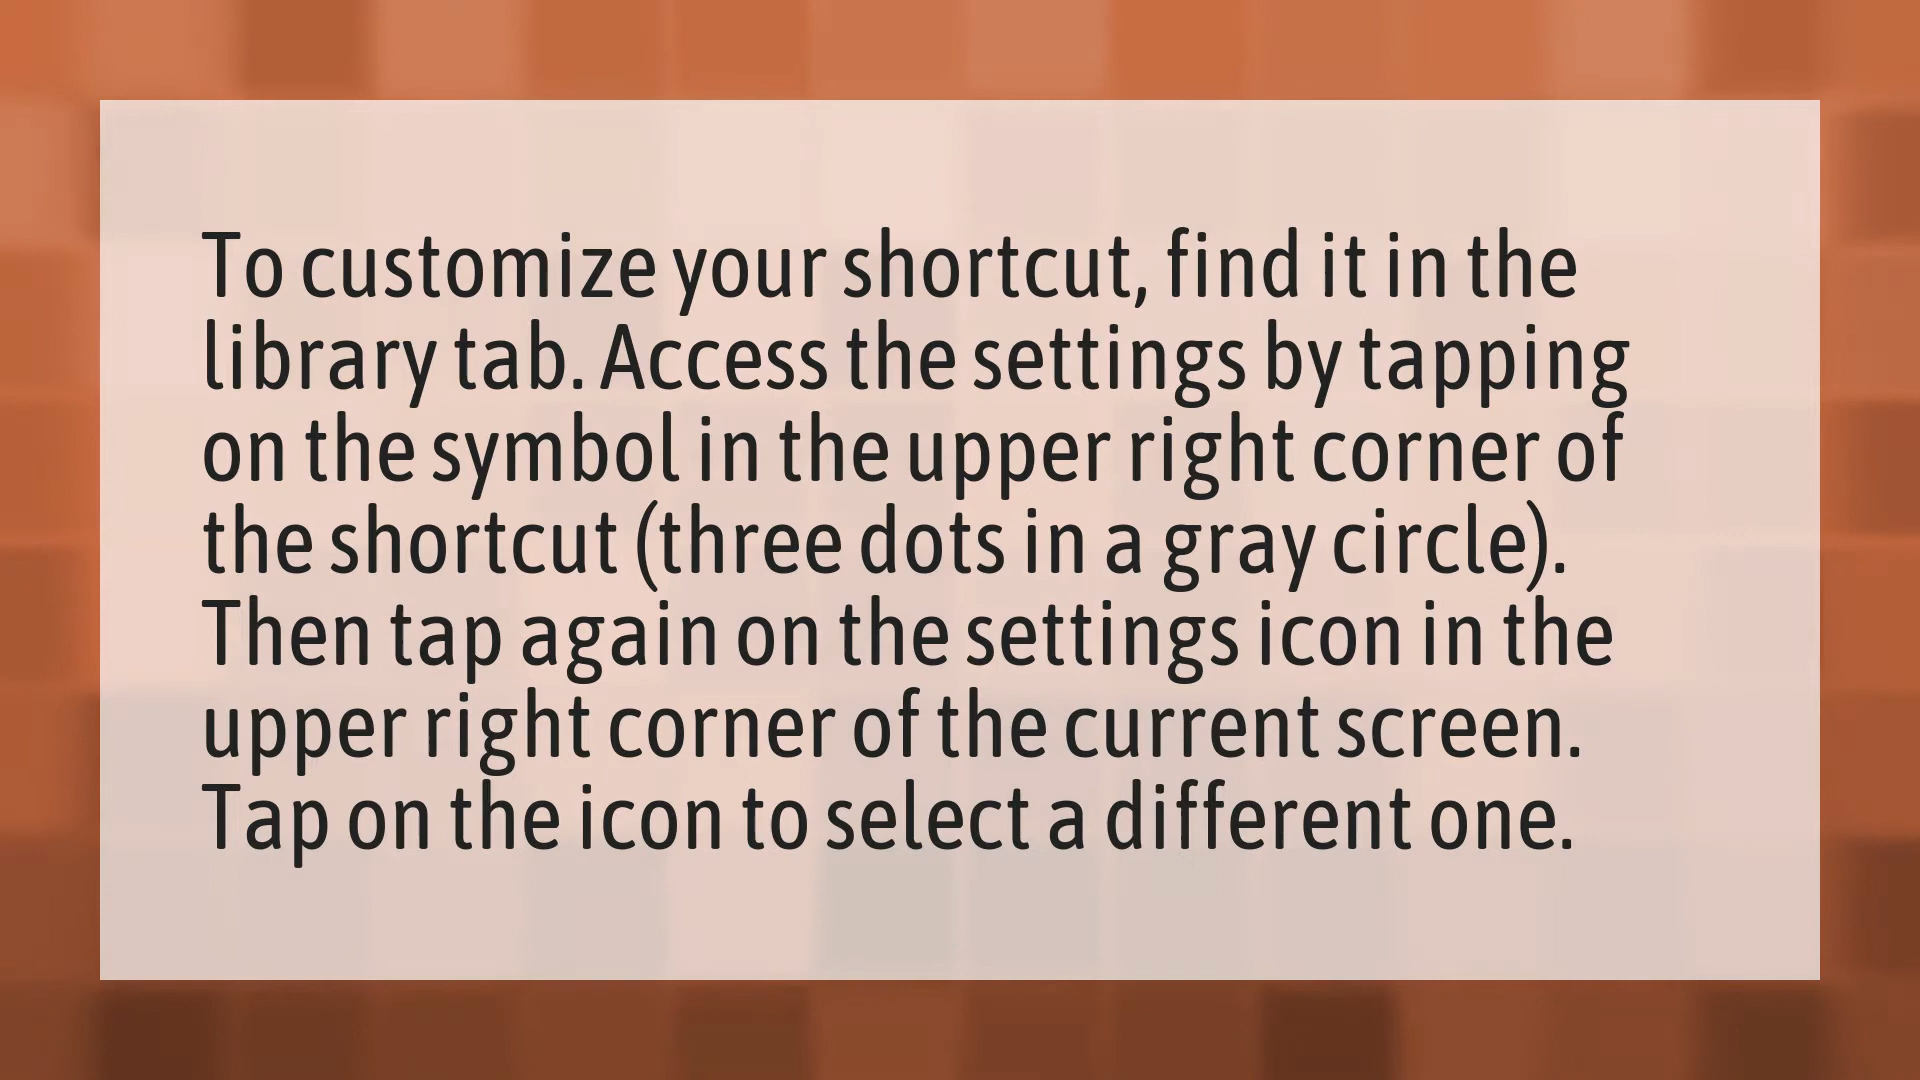 To customize your shortcut, find it in the
library tab. Access the settings by tapping
on the symbol in the upper right corner of
the shortcut (three dots in a gray circle).
Then tap again on the settings icon in the
upper right corner of the current screen.
Tap on the icon to select a different one.